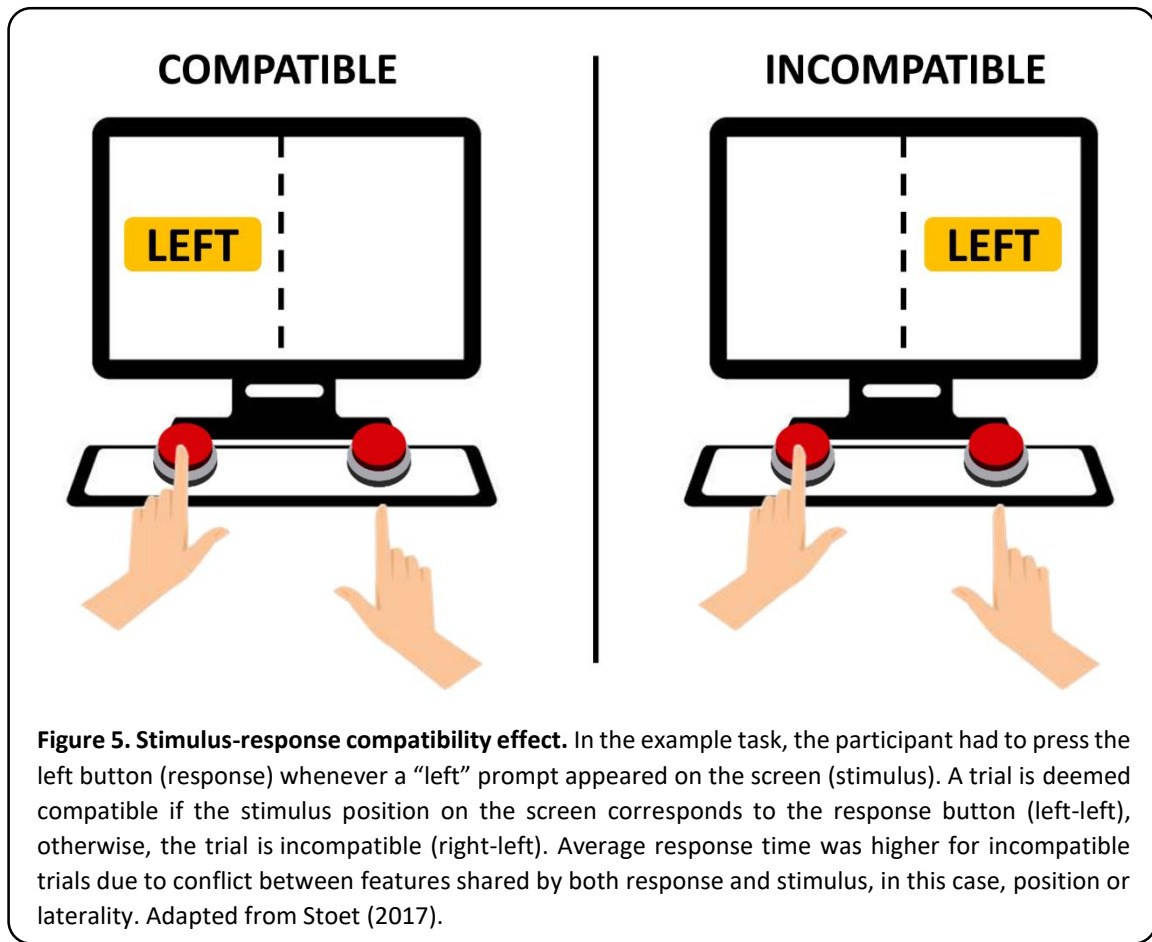 COMPATIBLE
INCOMPATIBLE
LEFT
LEFT
Figure 5. Stimulus-response compatibility effect. In the example task, the participant had to press the
left button (response) whenever a “left” prompt appeared on the screen (stimulus). A trial is deemed
compatible if the stimulus position on the screen corresponds to the response button (left-left),
otherwise, the trial is incompatible (right-left). Average response time was higher for incompatible
trials due to conflict between features shared by both response and stimulus, in this case, position or
laterality. Adapted from Stoet (2017).